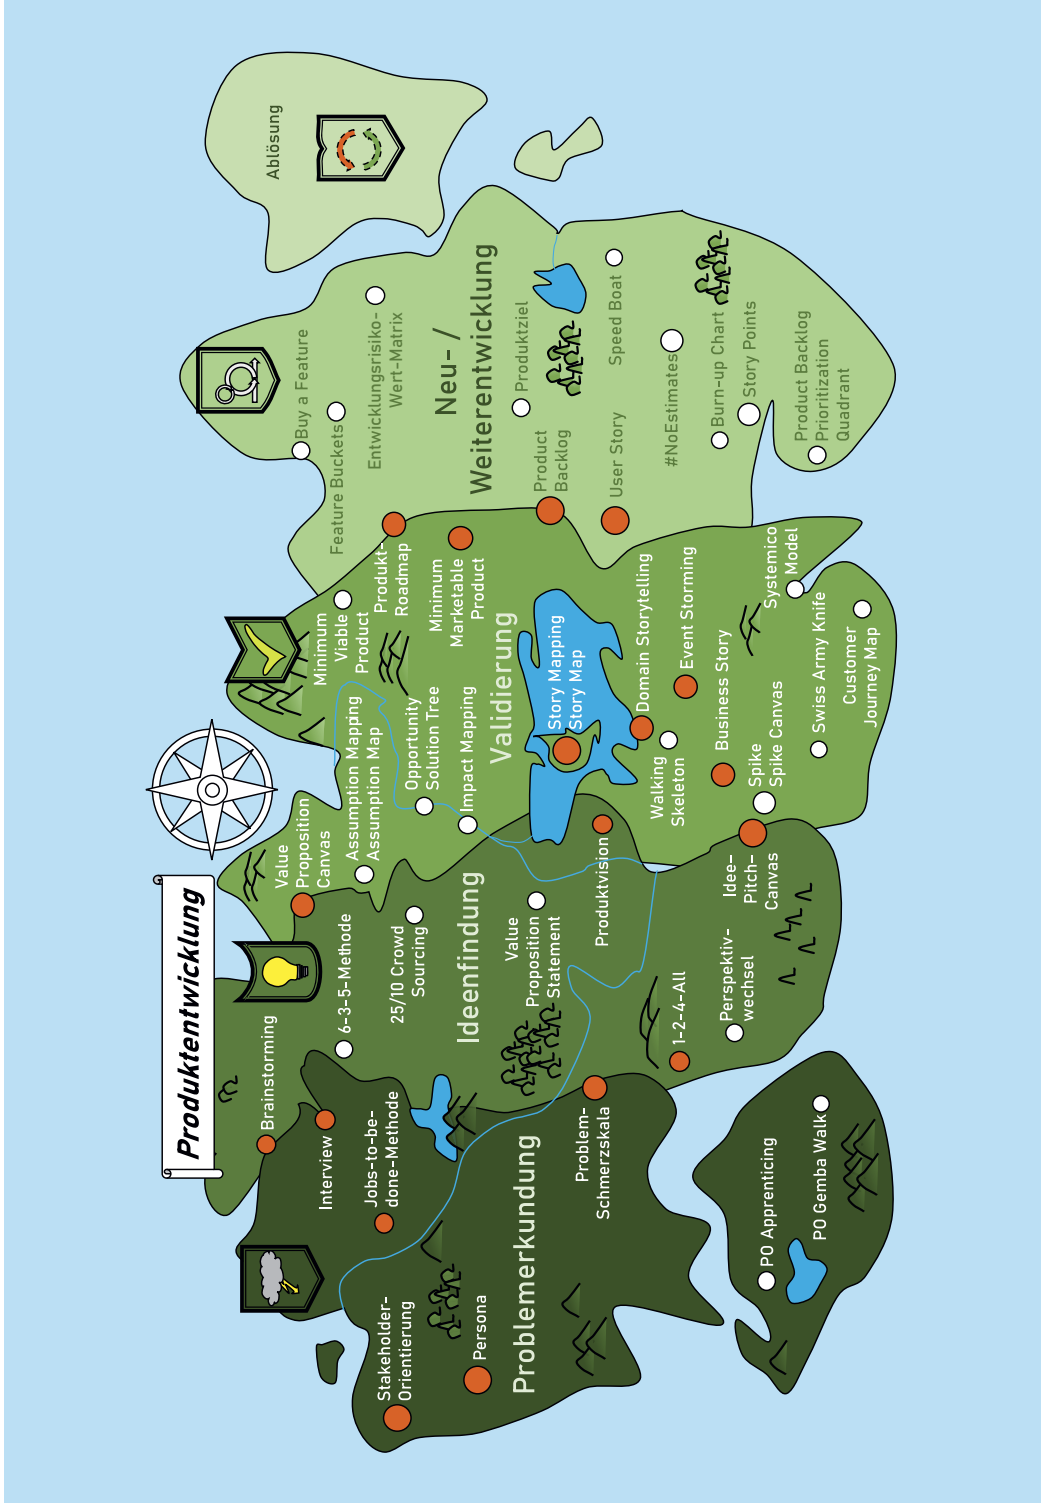 Produktentwicklung
Problemerkundung
Stakeholder-
Orientierung
Persona
Interview
Jobs-to-be-
done-Methode
Problem-
Schmerzskala
PO Apprenticing
PO Gemba Walk
Ideenfindung
Brainstorming
6-3-5-Methode
25/10 Crowd
Sourcing
Value
Proposition
Statement
Produktvision
1-2-4-All
Perspektiv-
wechsel
Idee-
Pitch-
Canvas
Validierung
Value
Proposition
Canvas
Assumption Mapping
Assumption Map
Opportunity
Solution Tree
Impact Mapping
Minimum
Viable
Product
Produkt-
Roadmap
Minimum
Marketable
Product
Story Mapping
Story Map
Domain Storytelling
Walking
Skeleton
Event Storming
Business Story
Spike
Spike Canvas
Systemico
Model
Swiss Army Knife
Customer
Journey Map
Neu- /
Weiterentwicklung
Buy a Feature
Feature Buckets
Entwicklungsrisiko-
Wert-Matrix
Produktziel
Product
Backlog
Speed Boat
User Story
#NoEstimates
Burn-up Chart
Story Points
Product Backlog
Prioritization
Quadrant
Ablösung